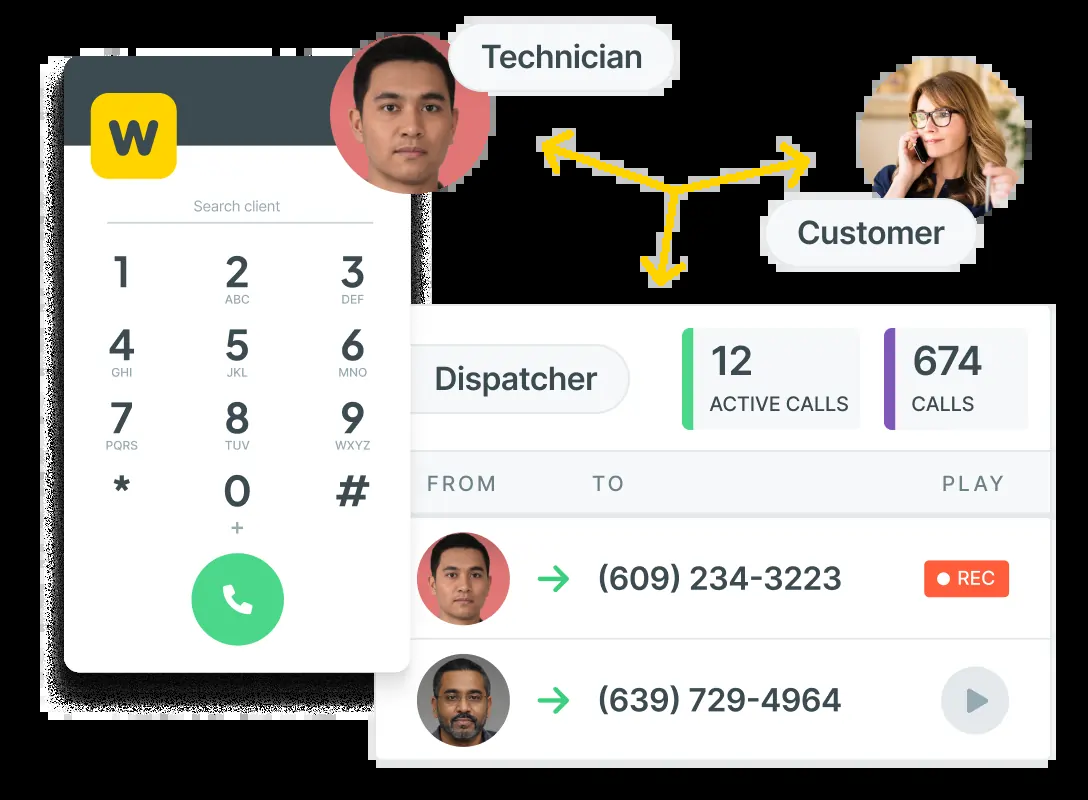 Technician
W
Search client
Customer
1 2 3
ABC DEF
4 5 6
GHI JKL MNO
7 8 9
PQRS TUV WXYZ
* 0 #
+
Dispatcher
12
ACTIVE CALLS
674
CALLS
FROM TO PLAY
(609) 234-3223 REC
(639) 729-4964